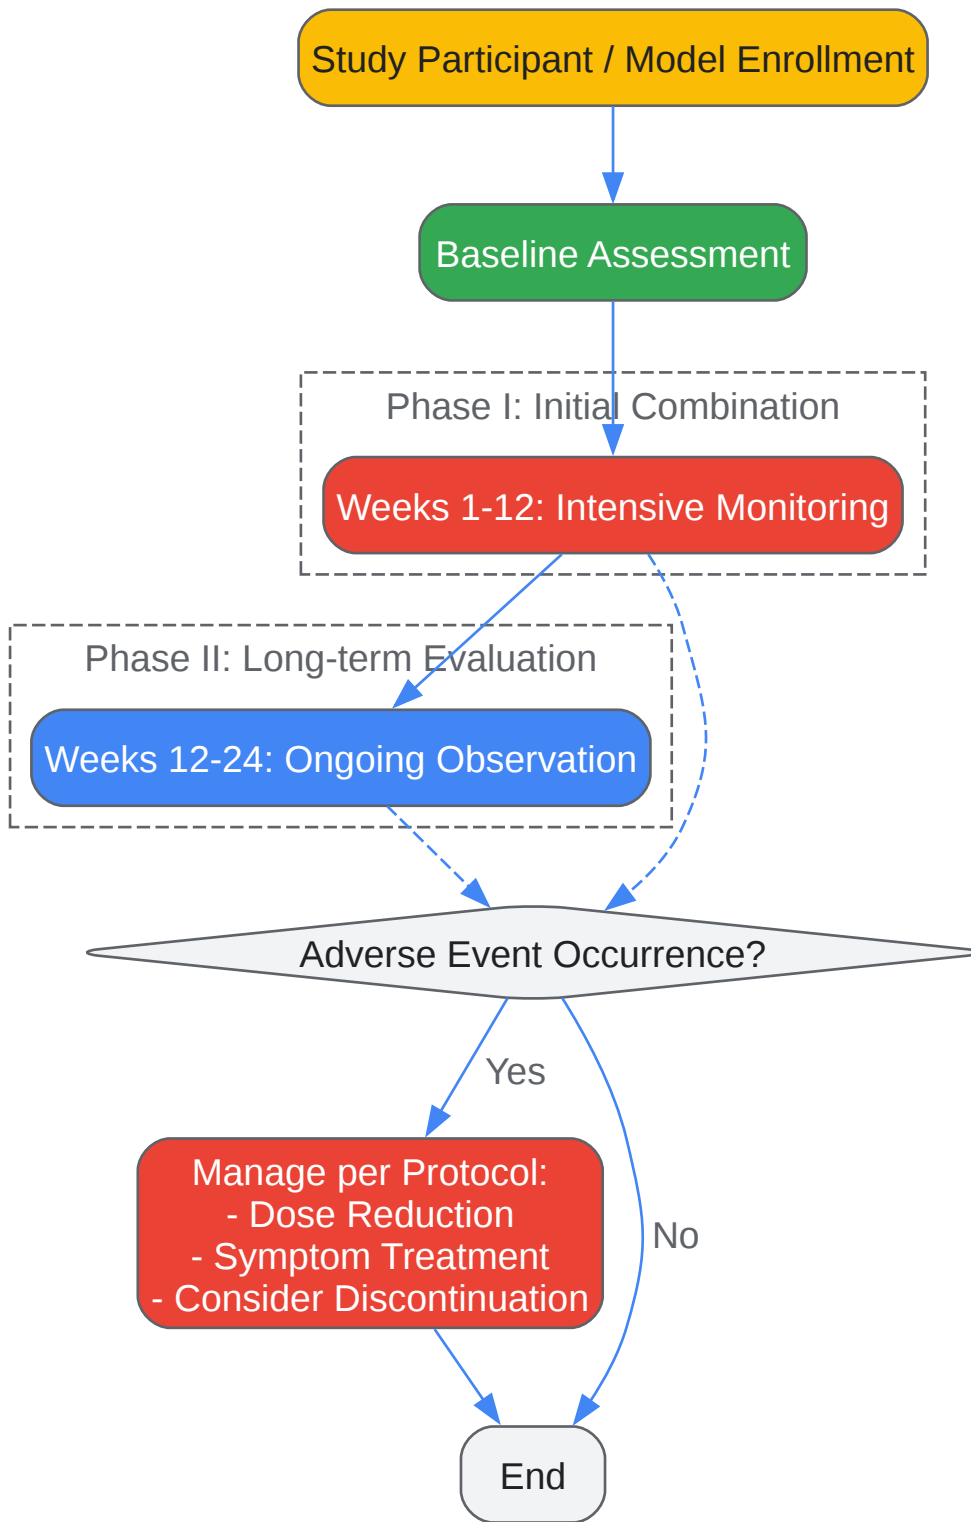 Study Participant / Model Enrollment
Baseline Assessment
Phase I: Initial Combination
Weeks 1-12: Intensive Monitoring
Phase II: Long-term Evaluation
Weeks 12-24: Ongoing Observation
Adverse Event Occurrence?
Yes
Manage per Protocol:
- Dose Reduction
- Symptom Treatment
- Consider Discontinuation
No
End